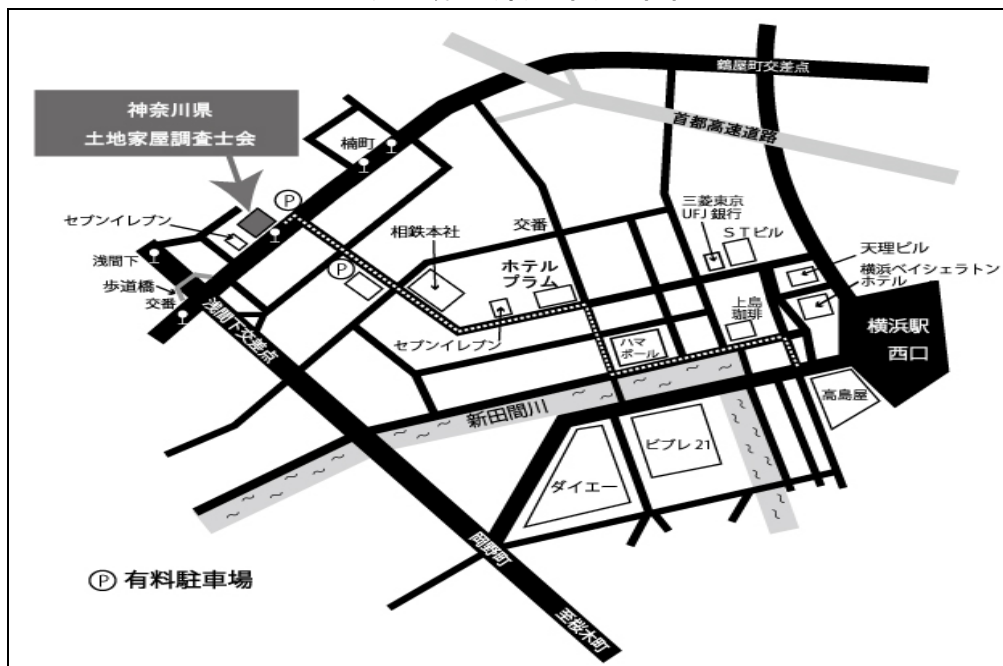 鶴屋町交差点
首都高速道路
神奈川県
土地家屋調査士会
楠町
P
セブンイレブン
三菱東京
UFJ銀行
STビル
交番
相鉄本社
天理ビル
浅間下
P
ホテル
プラム
横浜ベイシェラトン
ホテル
歩道橋
交番
上島
珈琲
横浜駅
西口
浅間下交差点
セブンイレブン
ハマ
ボール
高島屋
新田間川
ビブレ21
ダイエー
岡野町
P 有料駐車場
至桜木町